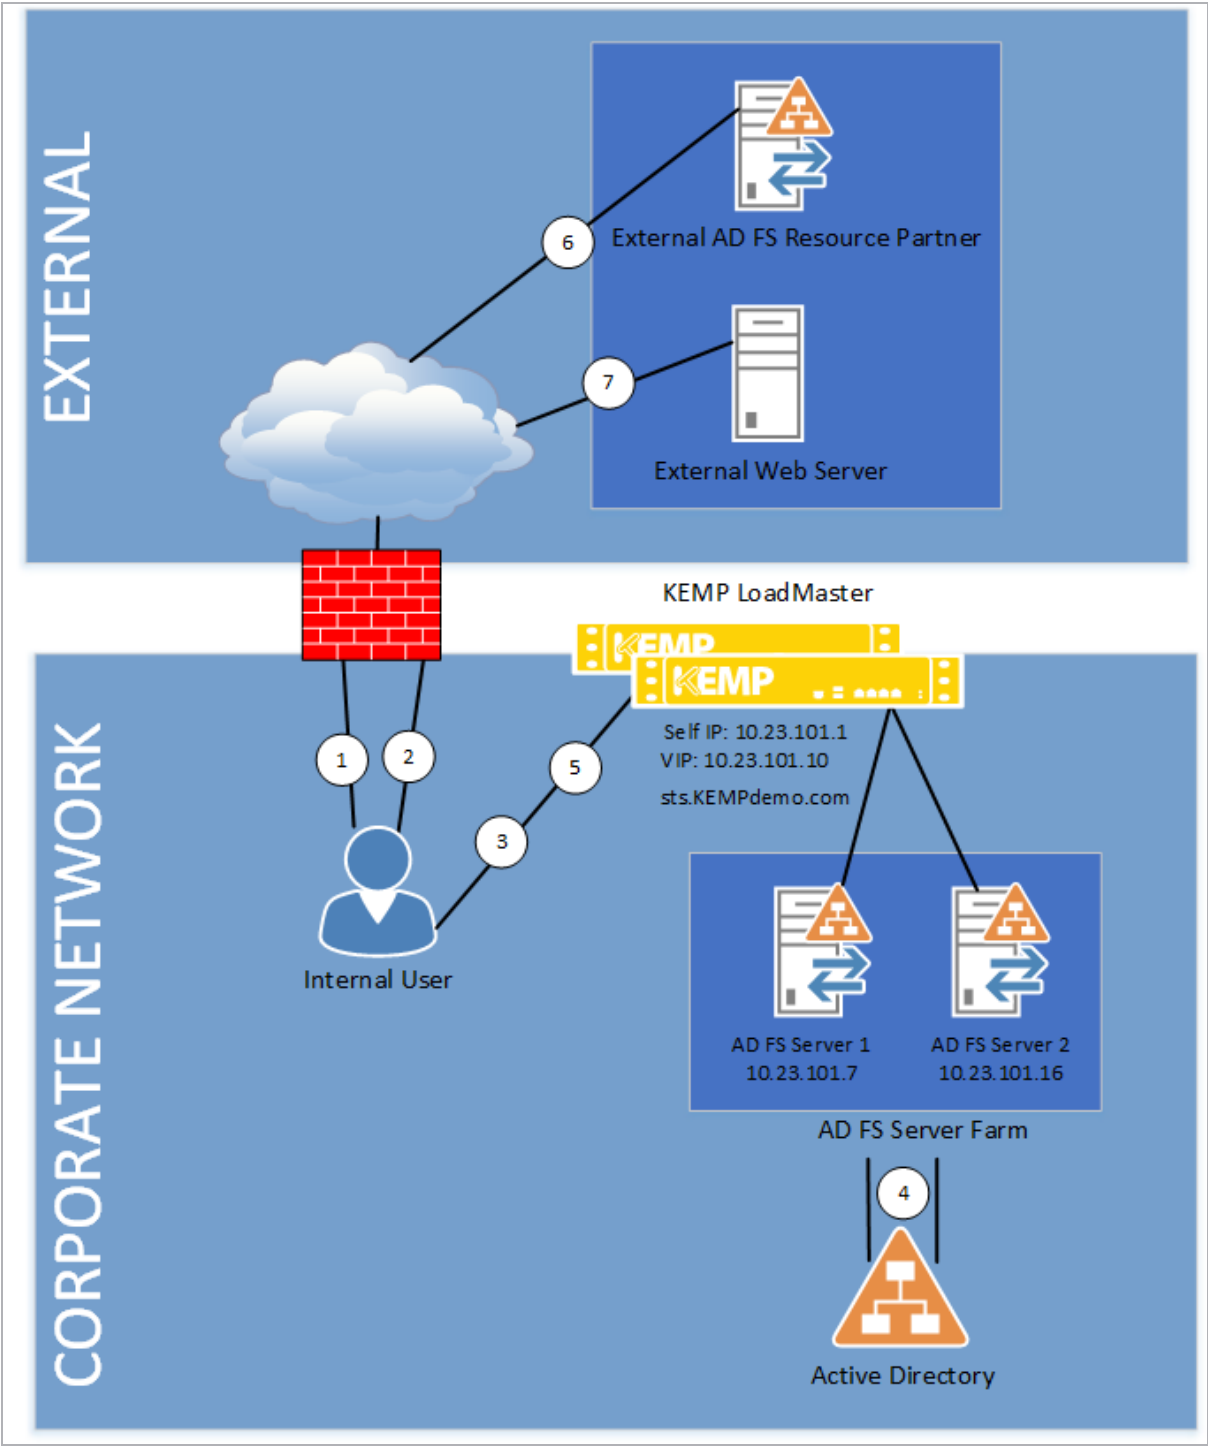 EXTERNAL
6
External AD FS Resource Partner
7
External Web Server
KEMP LoadMaster
KEMP
KEMP
Self IP: 10.23.101.1
VIP: 10.23.101.10
sts.KEMPdemo.com
1
2
5
3
Internal User
CORPORATE NETWORK
AD FS Server 1
10.23.101.7
AD FS Server 2
10.23.101.16
AD FS Server Farm
4
Active Directory